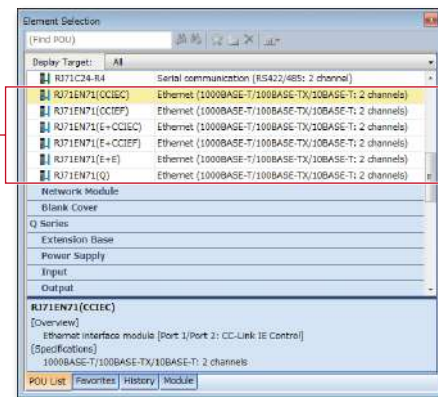 Element Selection
(Find POU)
Display Target: All
RJ71C24-R4 Serial communication (RS422/485: 2 channel)
RJ71EN71(CCIEC) Ethernet (1000BASE-T/100BASE-TX/10BASE-T: 2 channels)
RJ71EN71(CCIEF) Ethernet (1000BASE-T/100BASE-TX/10BASE-T: 2 channels)
RJ71EN71(E+CCIEC) Ethernet (1000BASE-T/100BASE-TX/10BASE-T: 2 channels)
RJ71EN71(E+CCIEF) Ethernet (1000BASE-T/100BASE-TX/10BASE-T: 2 channels)
RJ71EN71(E+E) Ethernet (1000BASE-T/100BASE-TX/10BASE-T: 2 channels)
RJ71EN71(Q) Ethernet (1000BASE-T/100BASE-TX/10BASE-T: 2 channels)
Network Module
Blank Cover
Q Series
Extension Base
Power Supply
Input
Output
RJ71EN71(CCIEC)
[Overview]
Ethernet interface module [Port 1/Port 2: CC-Link IE Control]
[Specifications]
1000BASE-T/100BASE-TX/10BASE-T: 2 channels
POU List Favorites History Module